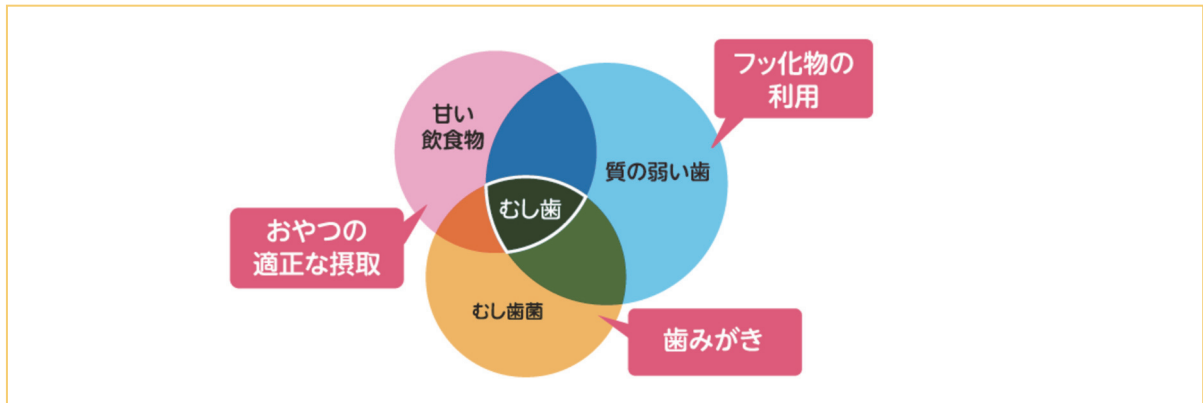 フッ化物の
利用
甘い
飲食物
質の弱い歯
むし歯
おやつの
適正な摂取
むし歯菌
歯みがき